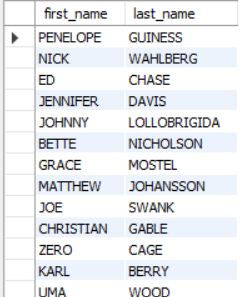 first_name last_name
PENELOPE GUINESS
NICK WAHLBERG
ED CHASE
JENNIFER DAVIS
JOHNNY LOLLOBRIGIDA
BETTE NICHOLSON
GRACE MOSTEL
MATTHEW JOHANSSON
JOE SWANK
CHRISTIAN GABLE
ZERO CAGE
KARL BERRY
UMA WOOD